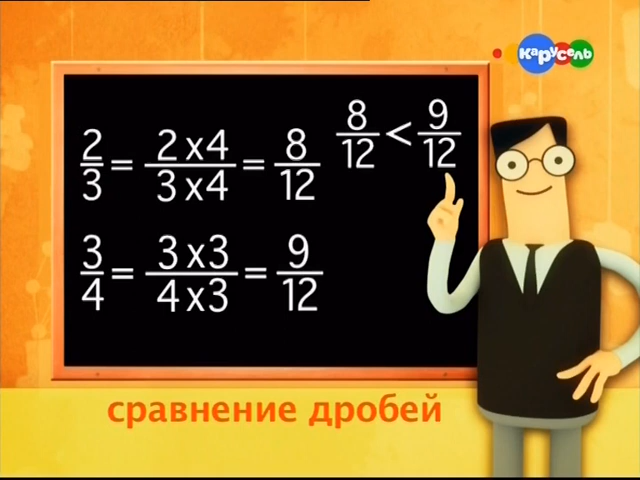 Карусель
2/3 = 2x4/3x4 = 8/12
8/12 < 9/12
3/4 = 3x3/4x3 = 9/12
сравнение дробей